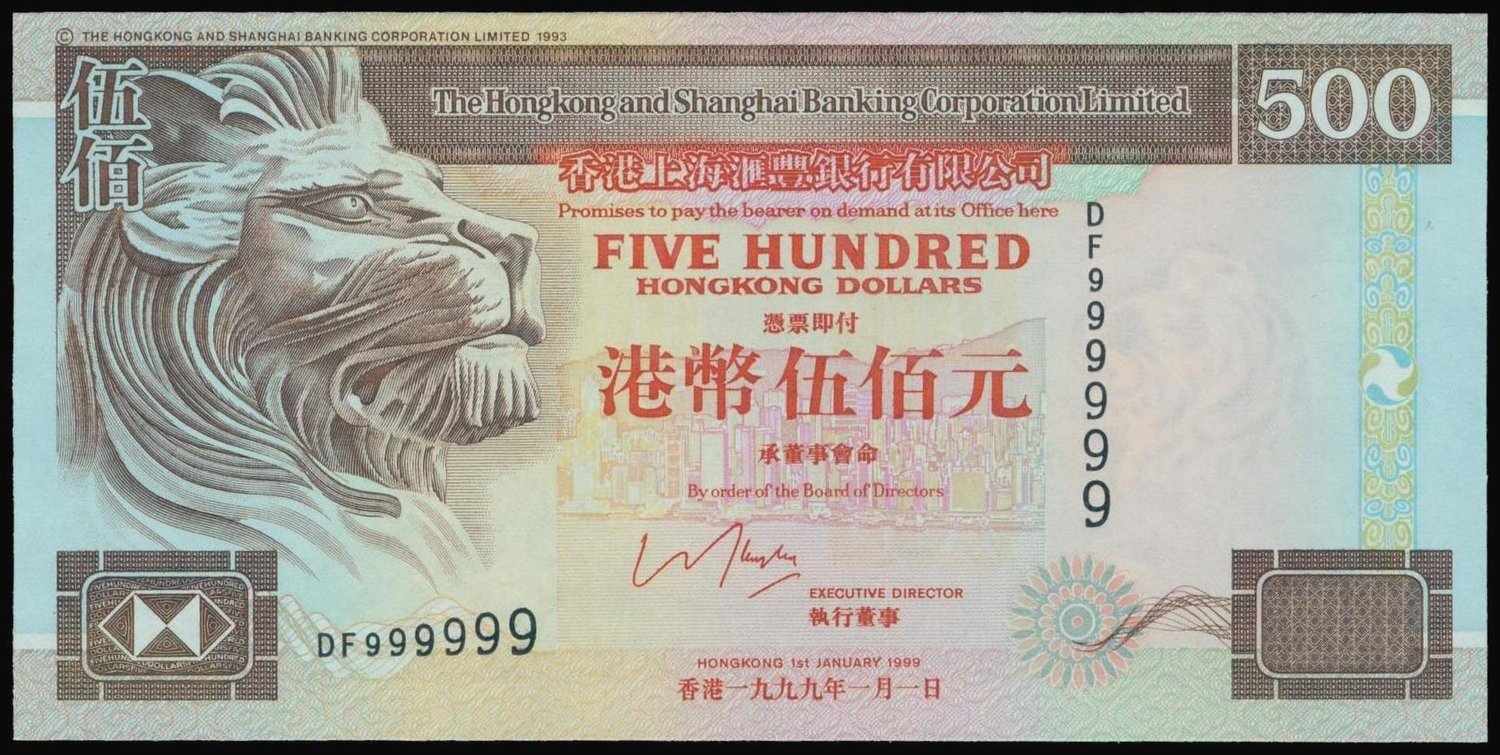 © THE HONGKONG AND SHANGHAI BANKING CORPORATION LIMITED 1993
伍佰
The Hongkong and Shanghai Banking Corporation Limited
500
香港上海滙豐銀行有限公司
Promises to pay the bearer on demand at its Office here
FIVE HUNDRED
HONGKONG DOLLARS
憑票即付
港幣伍佰元
承董事會命
By order of the Board of Directors
DF999999
EXECUTIVE DIRECTOR
執行董事
DF999999
HONGKONG 1st JANUARY 1999
香港一九九九年一月一日